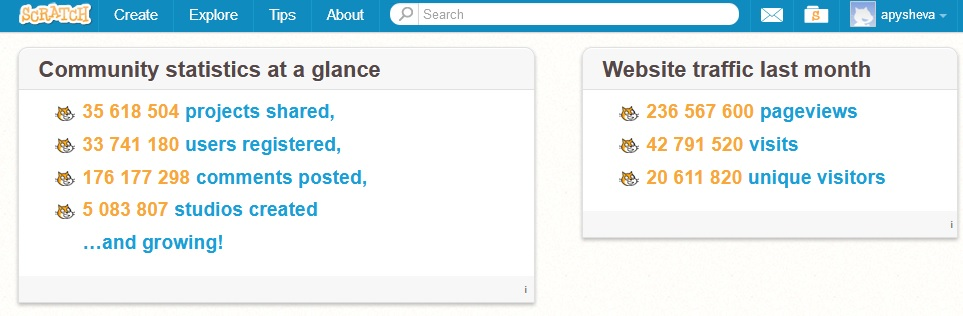 SCRATCH Create Explore Tips About Search apysheva
Community statistics at a glance
35 618 504 projects shared,
33 741 180 users registered,
176 177 298 comments posted,
5 083 807 studios created
…and growing!
i
Website traffic last month
236 567 600 pageviews
42 791 520 visits
20 611 820 unique visitors
i